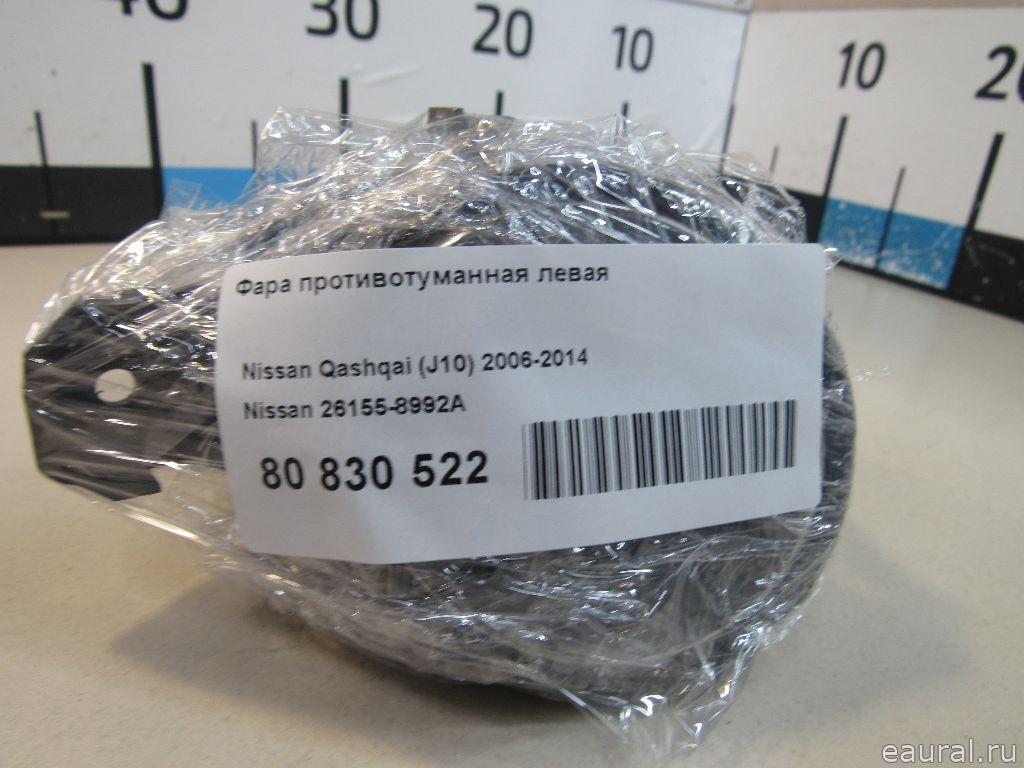 30
20
10
10
20
Фара противотуманная левая
Nissan Qashqai (J10) 2006-2014
Nissan 26155-8992A
80 830 522
eaural.ru